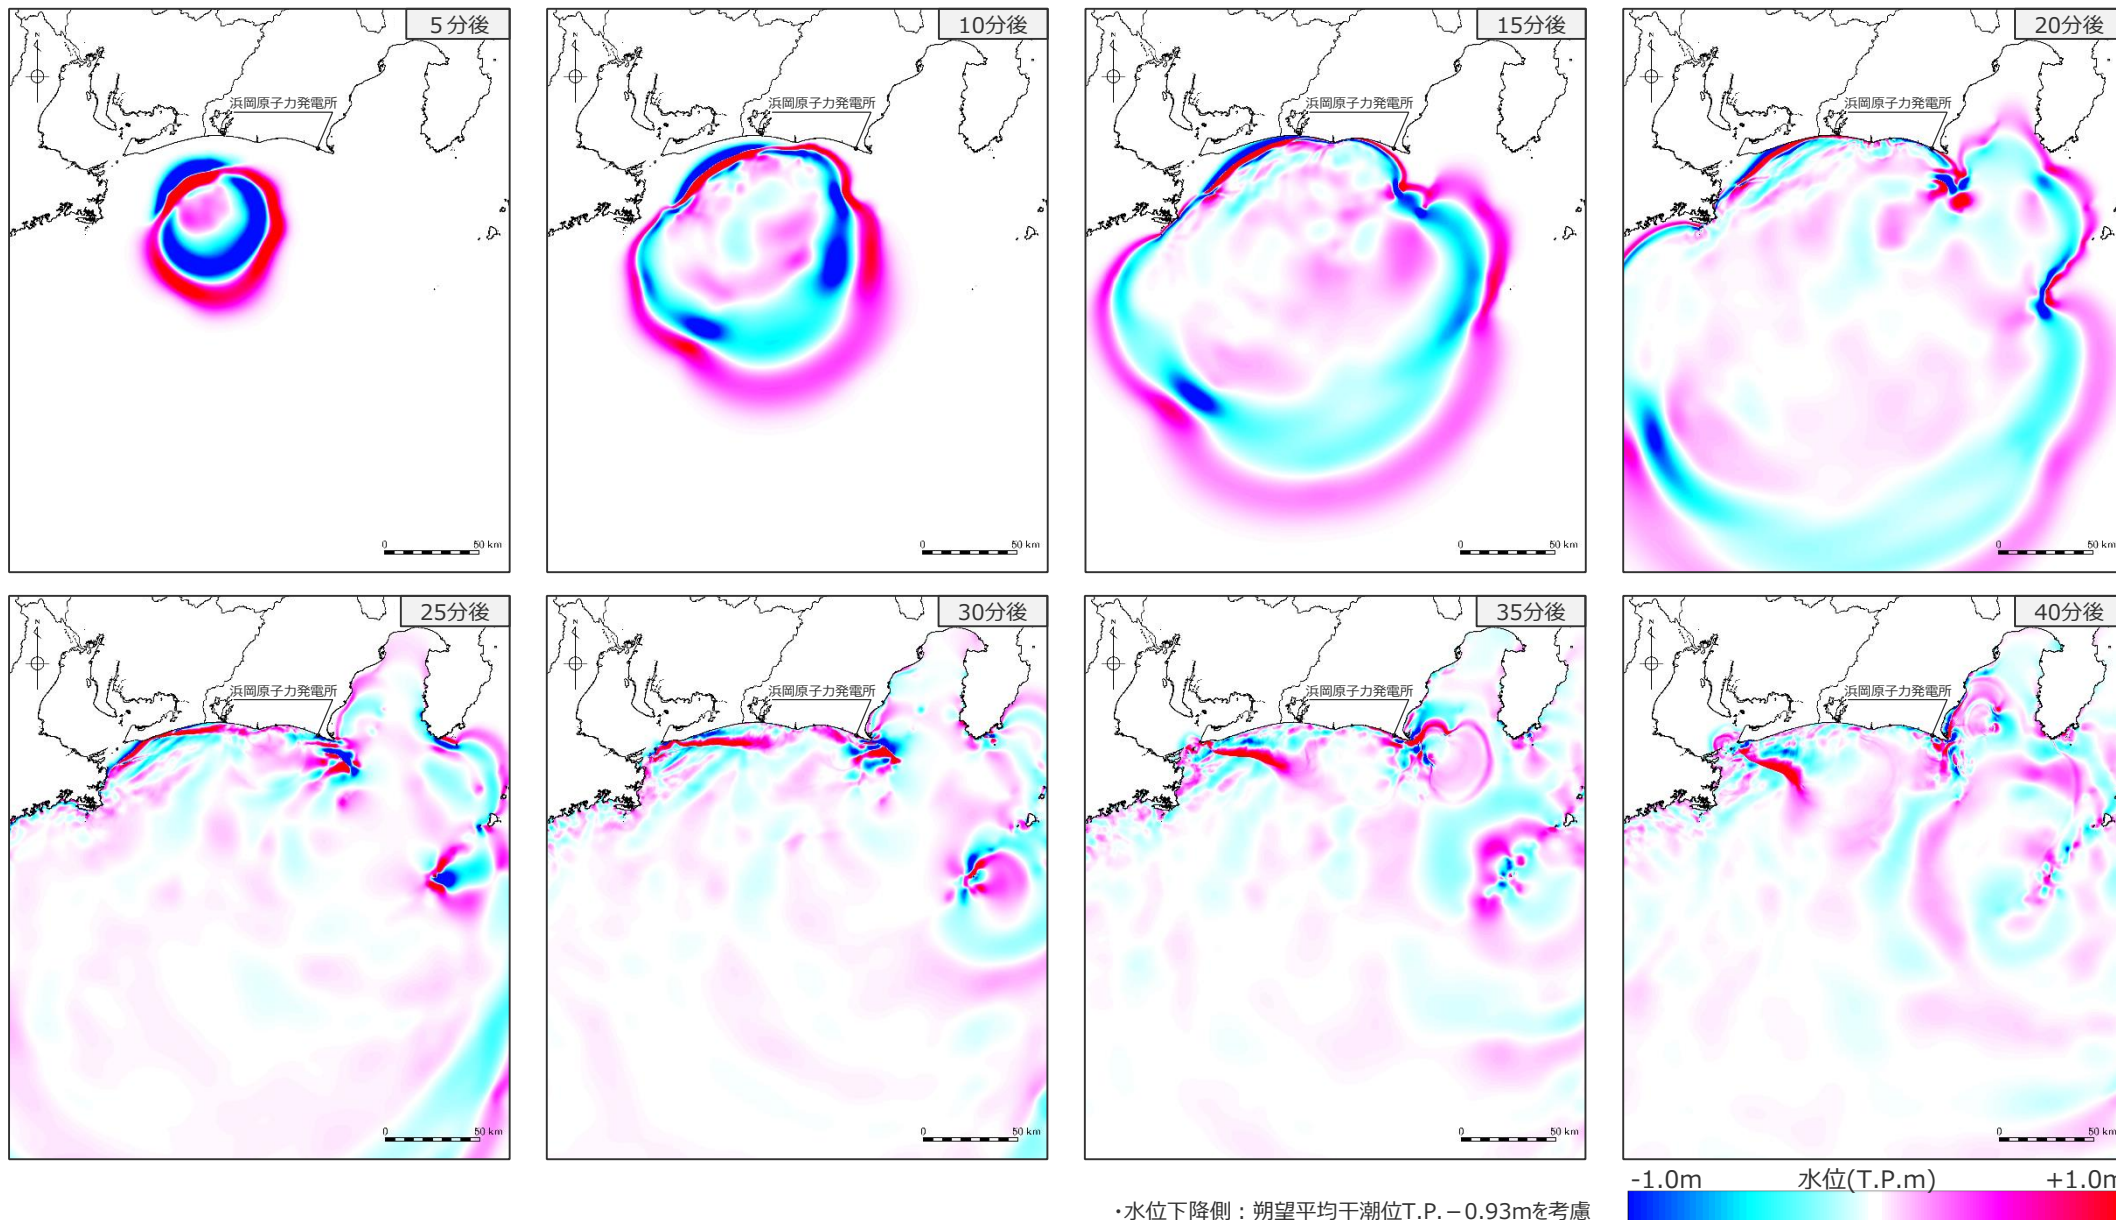 5分後
10分後
15分後
20分後
N
N
N
N
浜岡原子力発電所
浜岡原子力発電所
浜岡原子力発電所
浜岡原子力発電所
0 50 km
0 50 km
0 50 km
0 50 km
25分後
30分後
35分後
40分後
N
N
N
N
浜岡原子力発電所
浜岡原子力発電所
浜岡原子力発電所
浜岡原子力発電所
0 50 km
0 50 km
0 50 km
0 50 km
-1.0m 水位(T.P.m) +1.0m
・水位下降側：朔望平均干潮位T.P.－0.93mを考慮